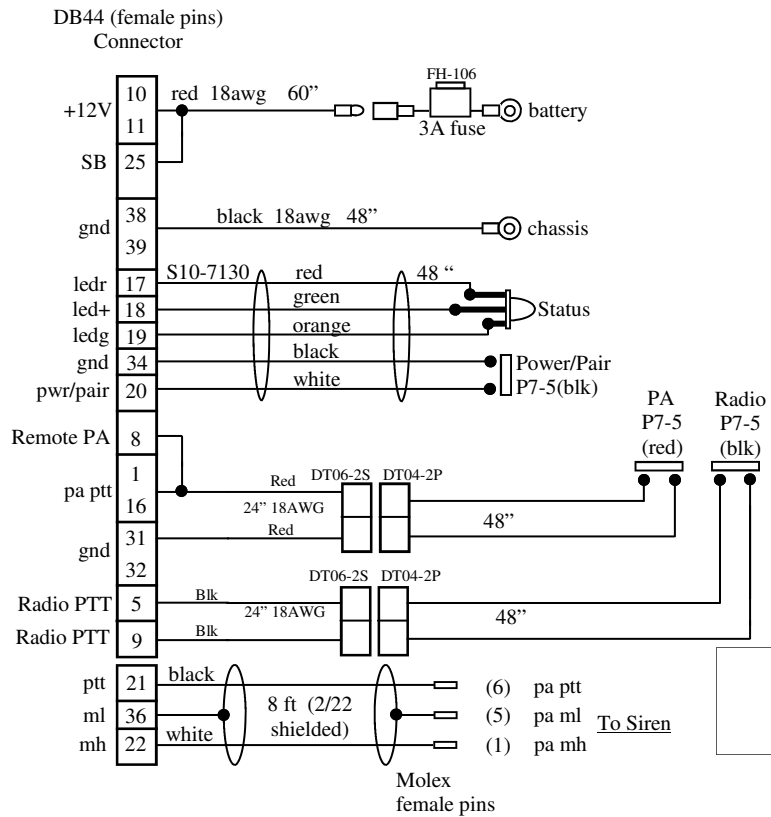 DB44 (female pins)
Connector
+12V 10 11 red 18awg 60” FH-106 3A fuse battery
SB 25
gnd 38 39 black 18awg 48” chassis
ledr 17 S10-7130 red 48 “
led+ 18 green Status
ledg 19 orange
gnd 34 black Power/Pair
pwr/pair 20 white P7-5(blk)
PA Radio
P7-5 P7-5
(red) (blk)
Remote PA 8
pa ptt 1 16 Red DT06-2S DT04-2P
24” 18AWG 48”
gnd 31 32 Red
DT06-2S DT04-2P
Radio PTT 5 Blk
24” 18AWG 48”
Radio PTT 9 Blk
ptt 21 black (6) pa ptt
ml 36 8 ft (2/22 shielded) (5) pa ml To Siren
mh 22 white (1) pa mh
Molex
female pins